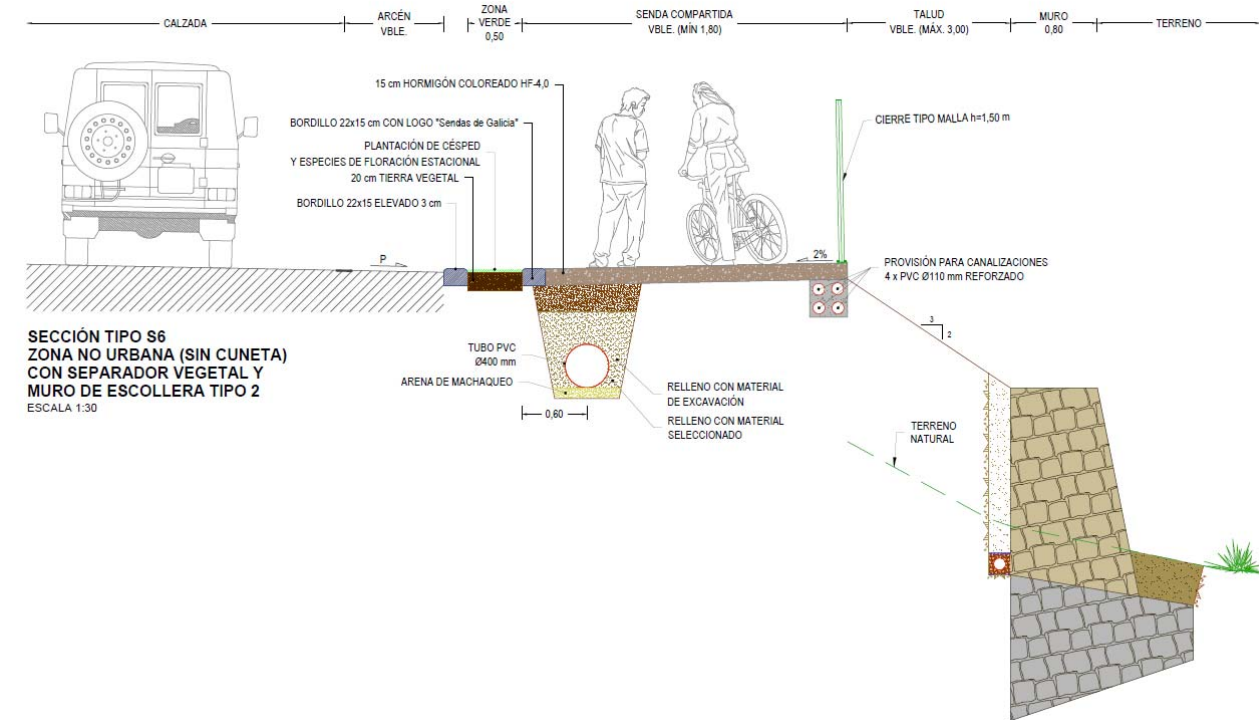 CALZADA
ARCÉN
VBLE.
ZONA
VERDE
0,50
SENDA COMPARTIDA
VBLE. (MÍN 1,80)
TALUD
VBLE. (MÁX. 3,00)
MURO
0,80
TERRENO
15 cm HORMIGÓN COLOREADO HF-4,0
BORDILLO 22x15 cm CON LOGO "Sendas de Galicia"
PLANTACIÓN DE CÉSPED
Y ESPECIES DE FLORACIÓN ESTACIONAL
20 cm TIERRA VEGETAL
BORDILLO 22x15 ELEVADO 3 cm
CIERRE TIPO MALLA h=1,50 m
P
2%
PROVISIÓN PARA CANALIZACIONES
4 x PVC Ø110 mm REFORZADO
3
2
SECCIÓN TIPO S6
ZONA NO URBANA (SIN CUNETA)
CON SEPARADOR VEGETAL Y
MURO DE ESCOLLERA TIPO 2
ESCALA 1:30
TUBO PVC
Ø400 mm
ARENA DE MACHAQUEO
0,60
RELLENO CON MATERIAL
DE EXCAVACIÓN
RELLENO CON MATERIAL
SELECCIONADO
TERRENO
NATURAL